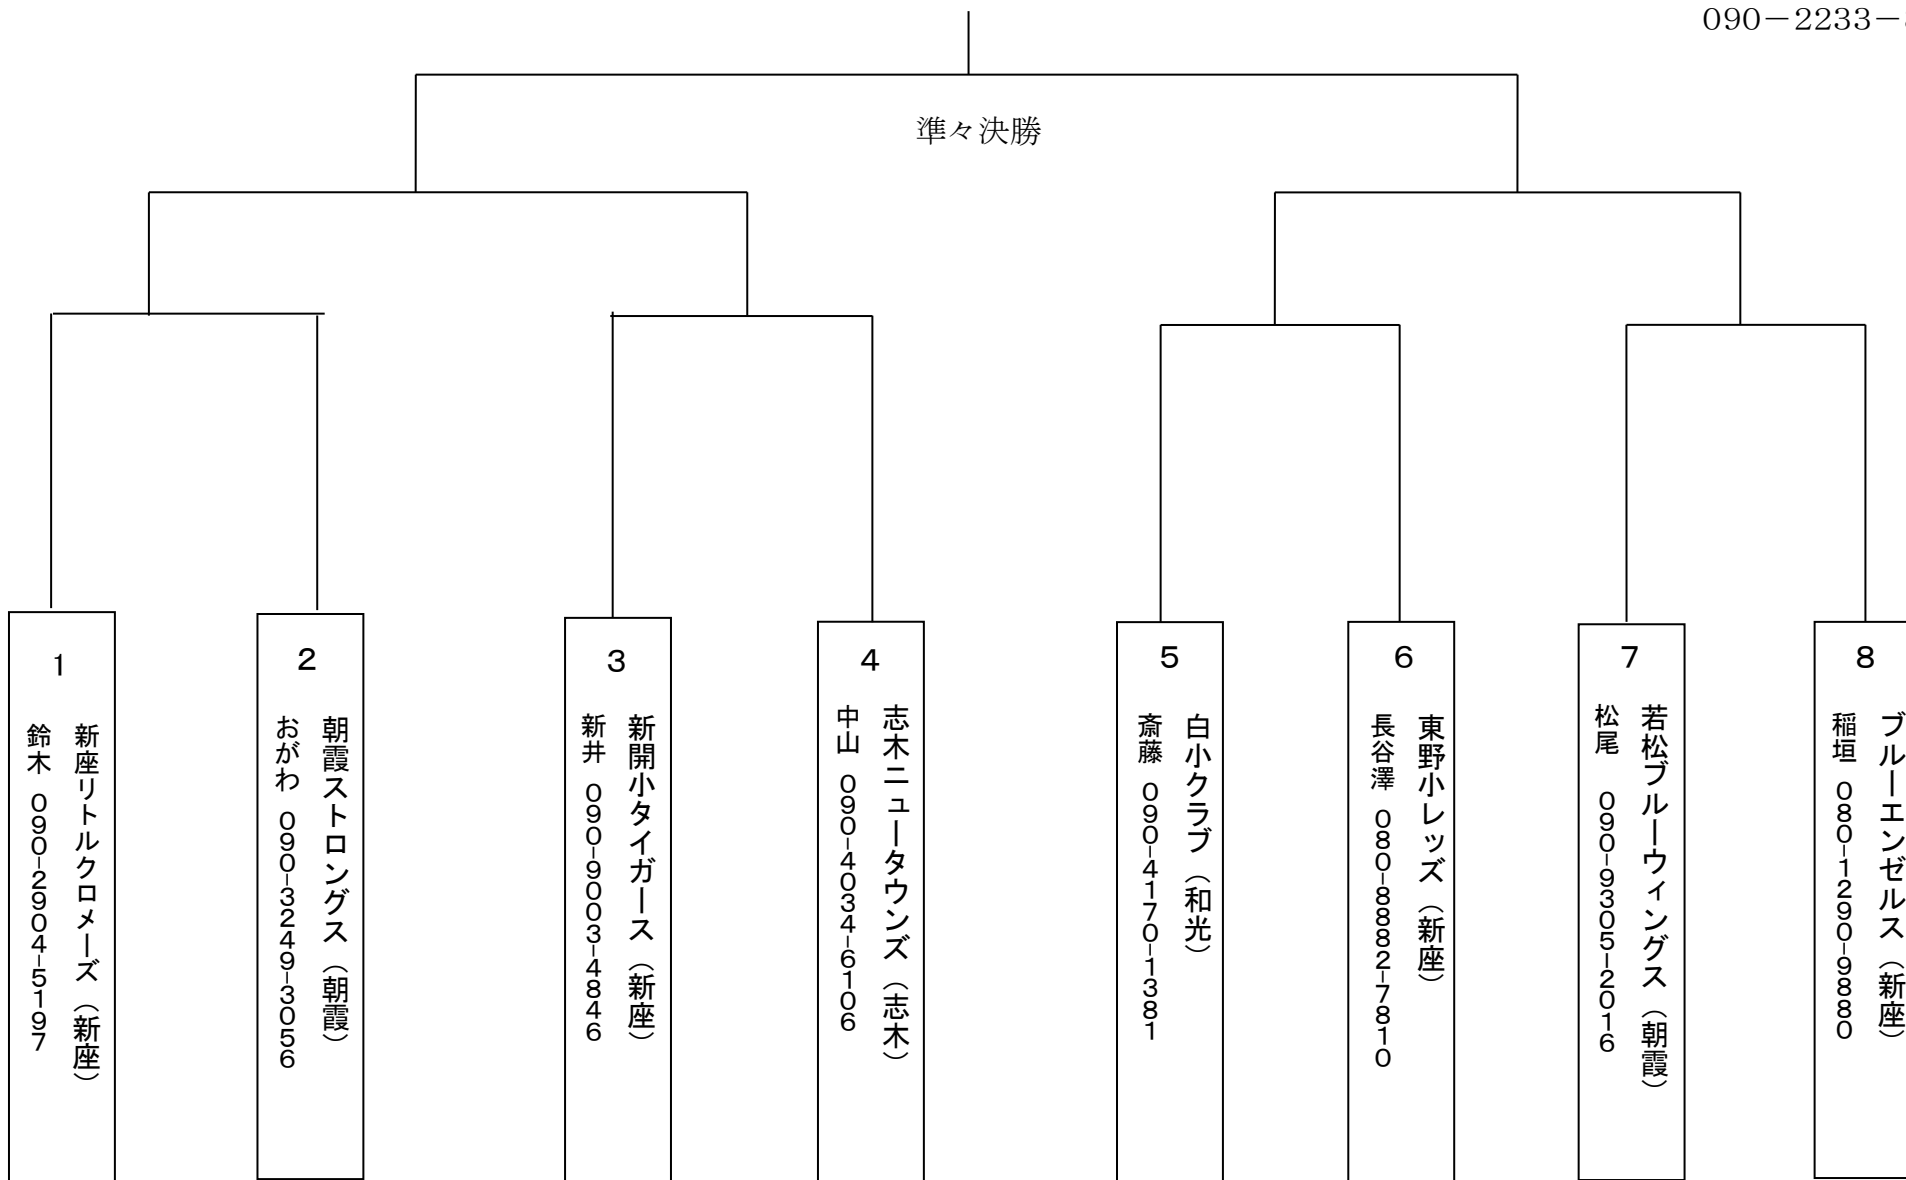 090－2233－
準々決勝
1
新座リトルクロメーズ（新座）
鈴木 090-2904-5197
2
朝霞ストロングス（朝霞）
おがわ 090-3249-3056
3
新開小タイガース（新座）
新井 090-9003-4846
4
志木ニュータウンズ（志木）
中山 090-4034-6106
5
白小クラブ（和光）
斎藤 090-4170-1381
6
東野小レッズ（新座）
長谷澤 080-8882-7810
7
若松ブルーウィングス（朝霞）
松尾 090-9305-2016
8
ブルーエンゼルス（新座）
稲垣 080-1290-9880